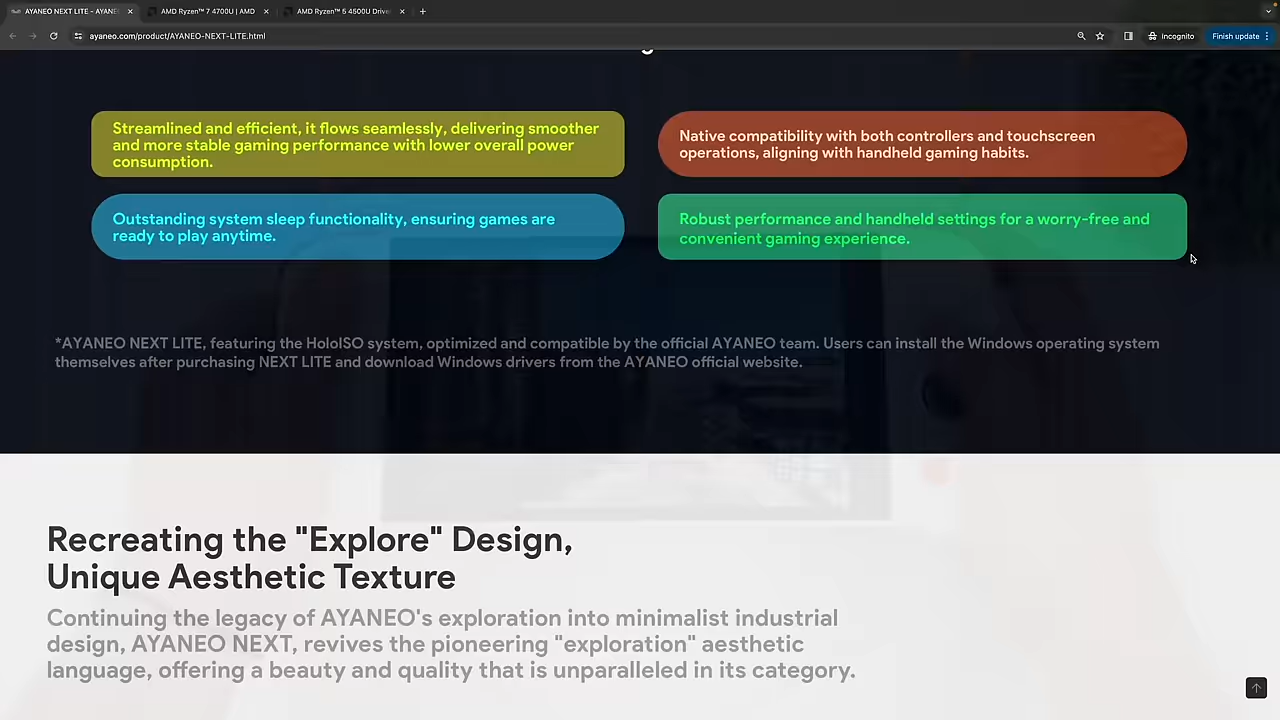 AYANEO NEXT LITE - AYANE
AMD Ryzen™ 7 4700U | AMD
AMD Ryzen™ 5 4500U Drive
ayaneo.com/product/AYANEO-NEXT-LITE.html
Incognito
Finish update
Streamlined and efficient, it flows seamlessly, delivering smoother
and more stable gaming performance with lower overall power
consumption.
Native compatibility with both controllers and touchscreen
operations, aligning with handheld gaming habits.
Outstanding system sleep functionality, ensuring games are
ready to play anytime.
Robust performance and handheld settings for a worry-free and
convenient gaming experience.
*AYANEO NEXT LITE, featuring the HoloISO system, optimized and compatible by the official AYANEO team. Users can install the Windows operating system
themselves after purchasing NEXT LITE and download Windows drivers from the AYANEO official website.
Recreating the "Explore" Design,
Unique Aesthetic Texture
Continuing the legacy of AYANEO's exploration into minimalist industrial
design, AYANEO NEXT, revives the pioneering "exploration" aesthetic
language, offering a beauty and quality that is unparalleled in its category.